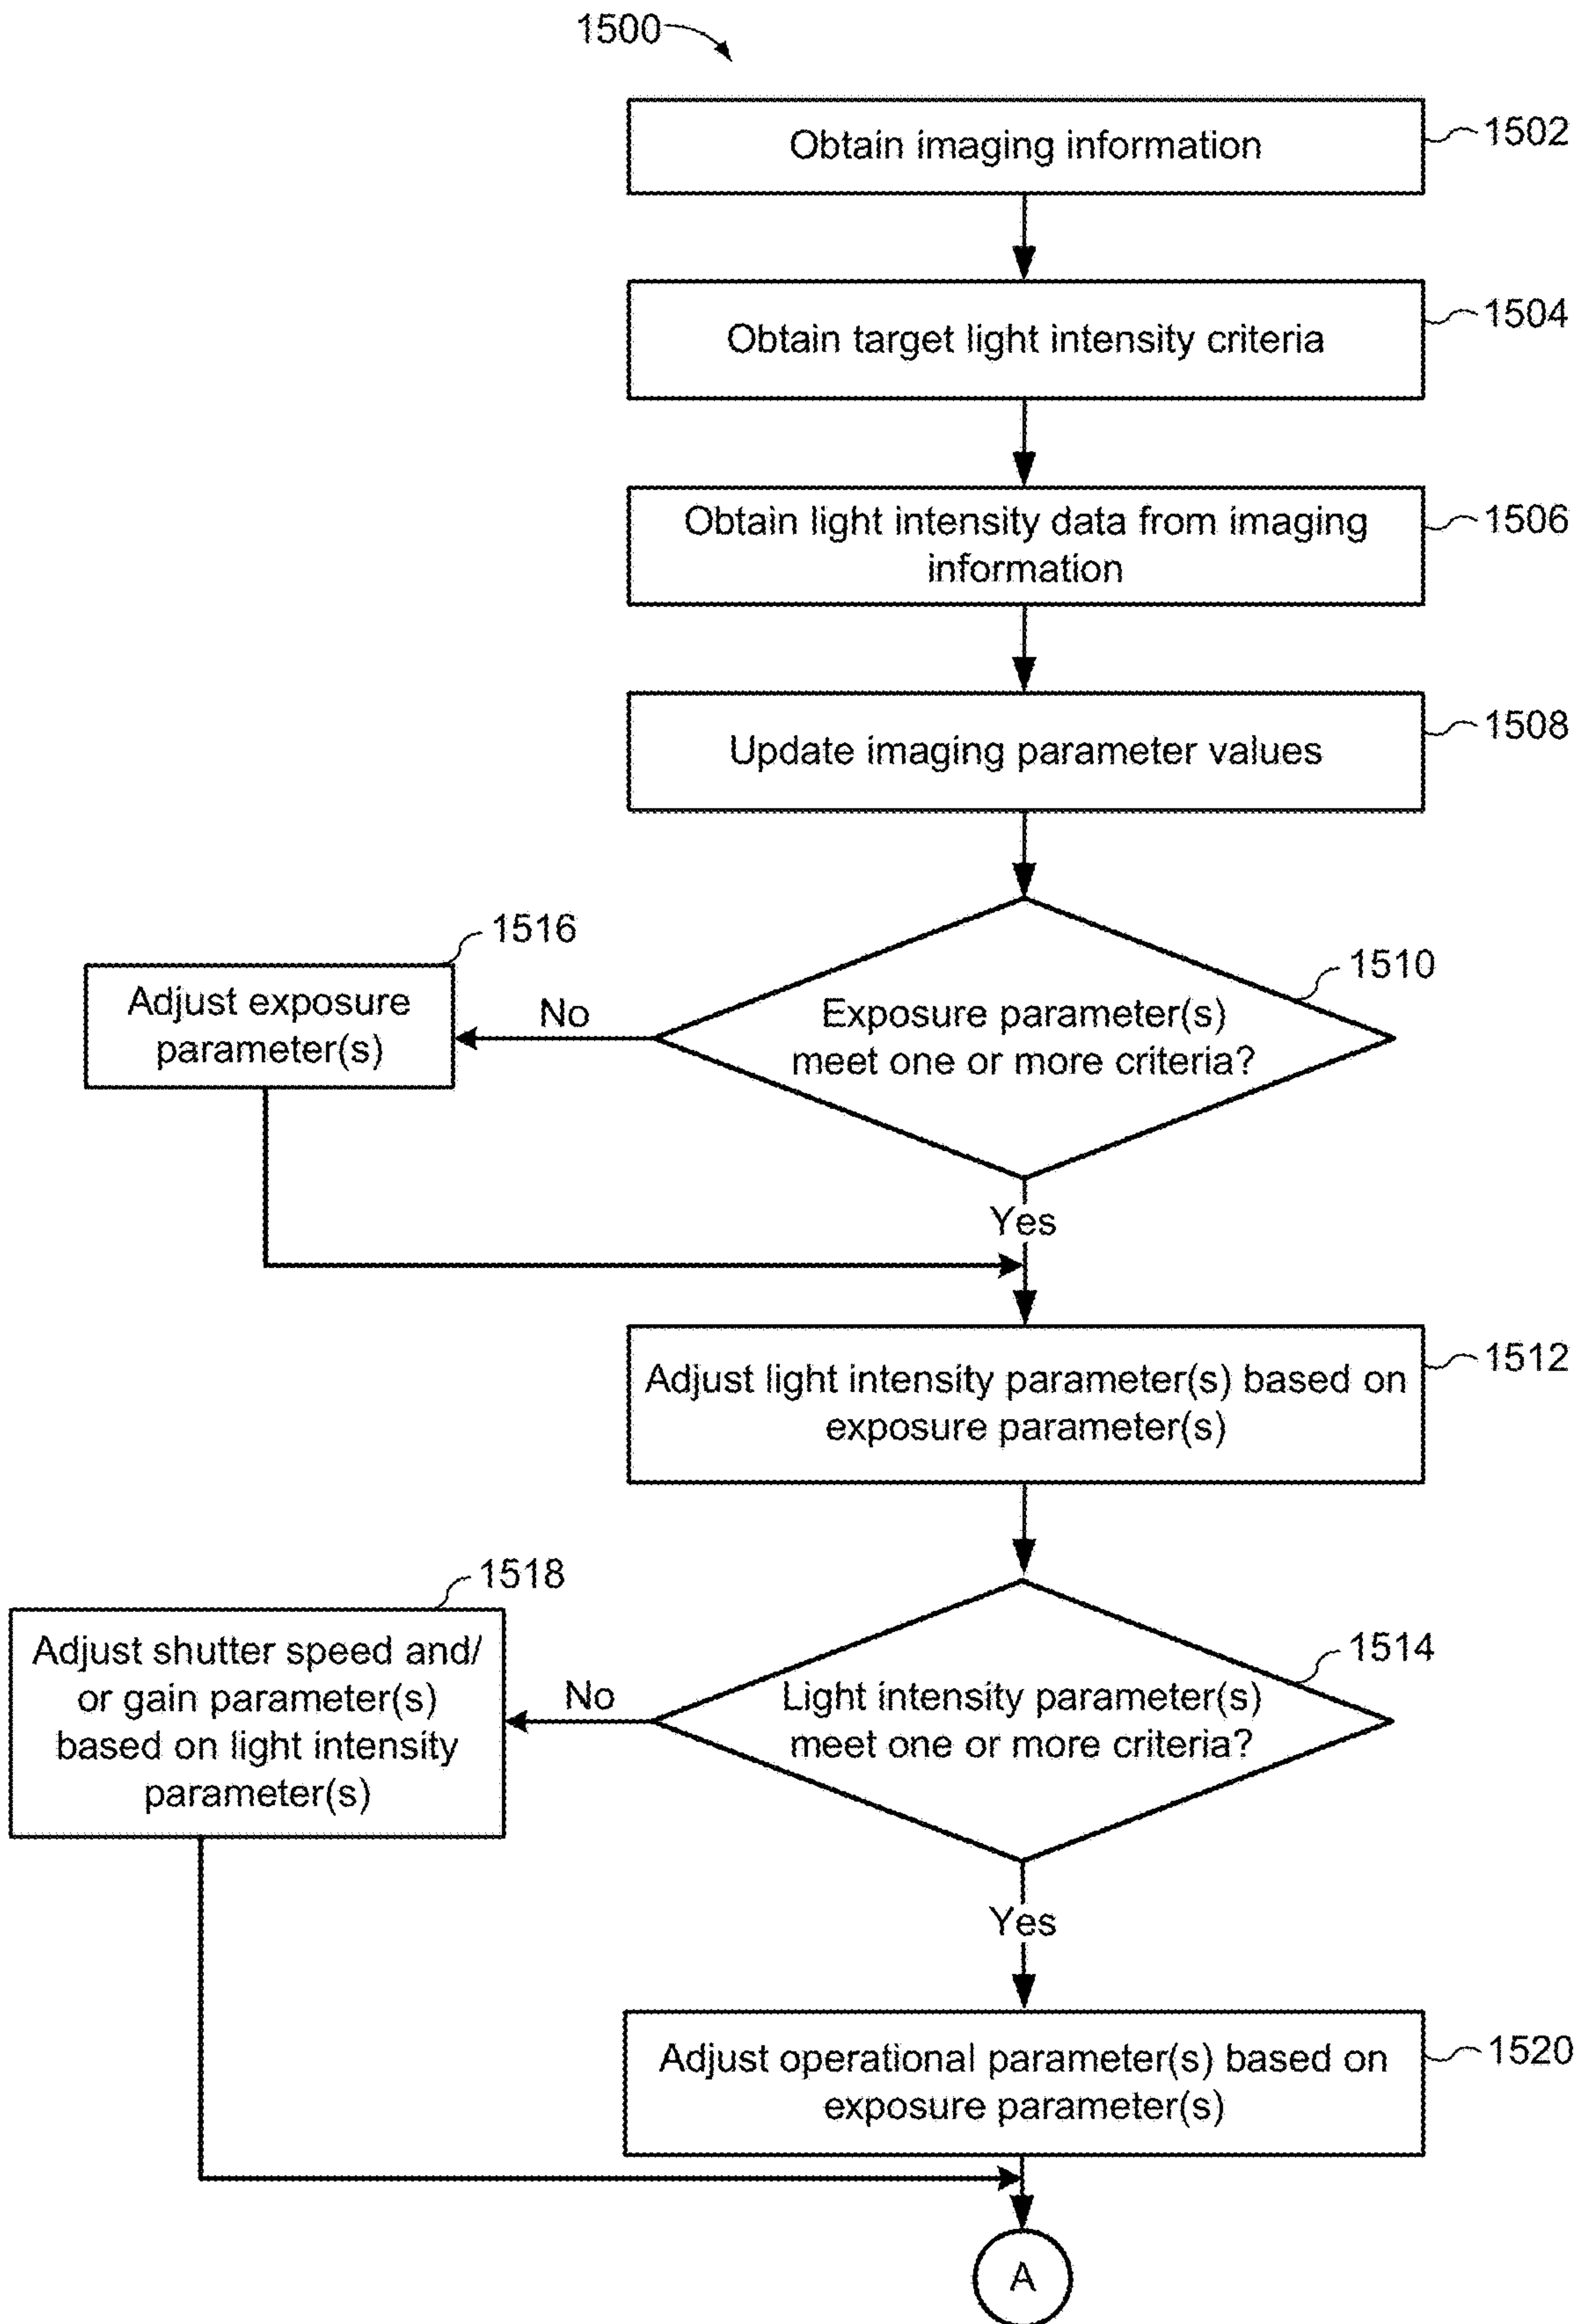 1500
Obtain imaging information
1502
Obtain target light intensity criteria
1504
Obtain light intensity data from imaging
information
1506
Update imaging parameter values
1508
1516
Adjust exposure
parameter(s)
No
Exposure parameter(s)
meet one or more criteria?
1510
Yes
Adjust light intensity parameter(s) based on
exposure parameter(s)
1512
1518
Adjust shutter speed and/
or gain parameter(s)
based on light intensity
parameter(s)
No
Light intensity parameter(s)
meet one or more criteria?
1514
Yes
Adjust operational parameter(s) based on
exposure parameter(s)
1520
A